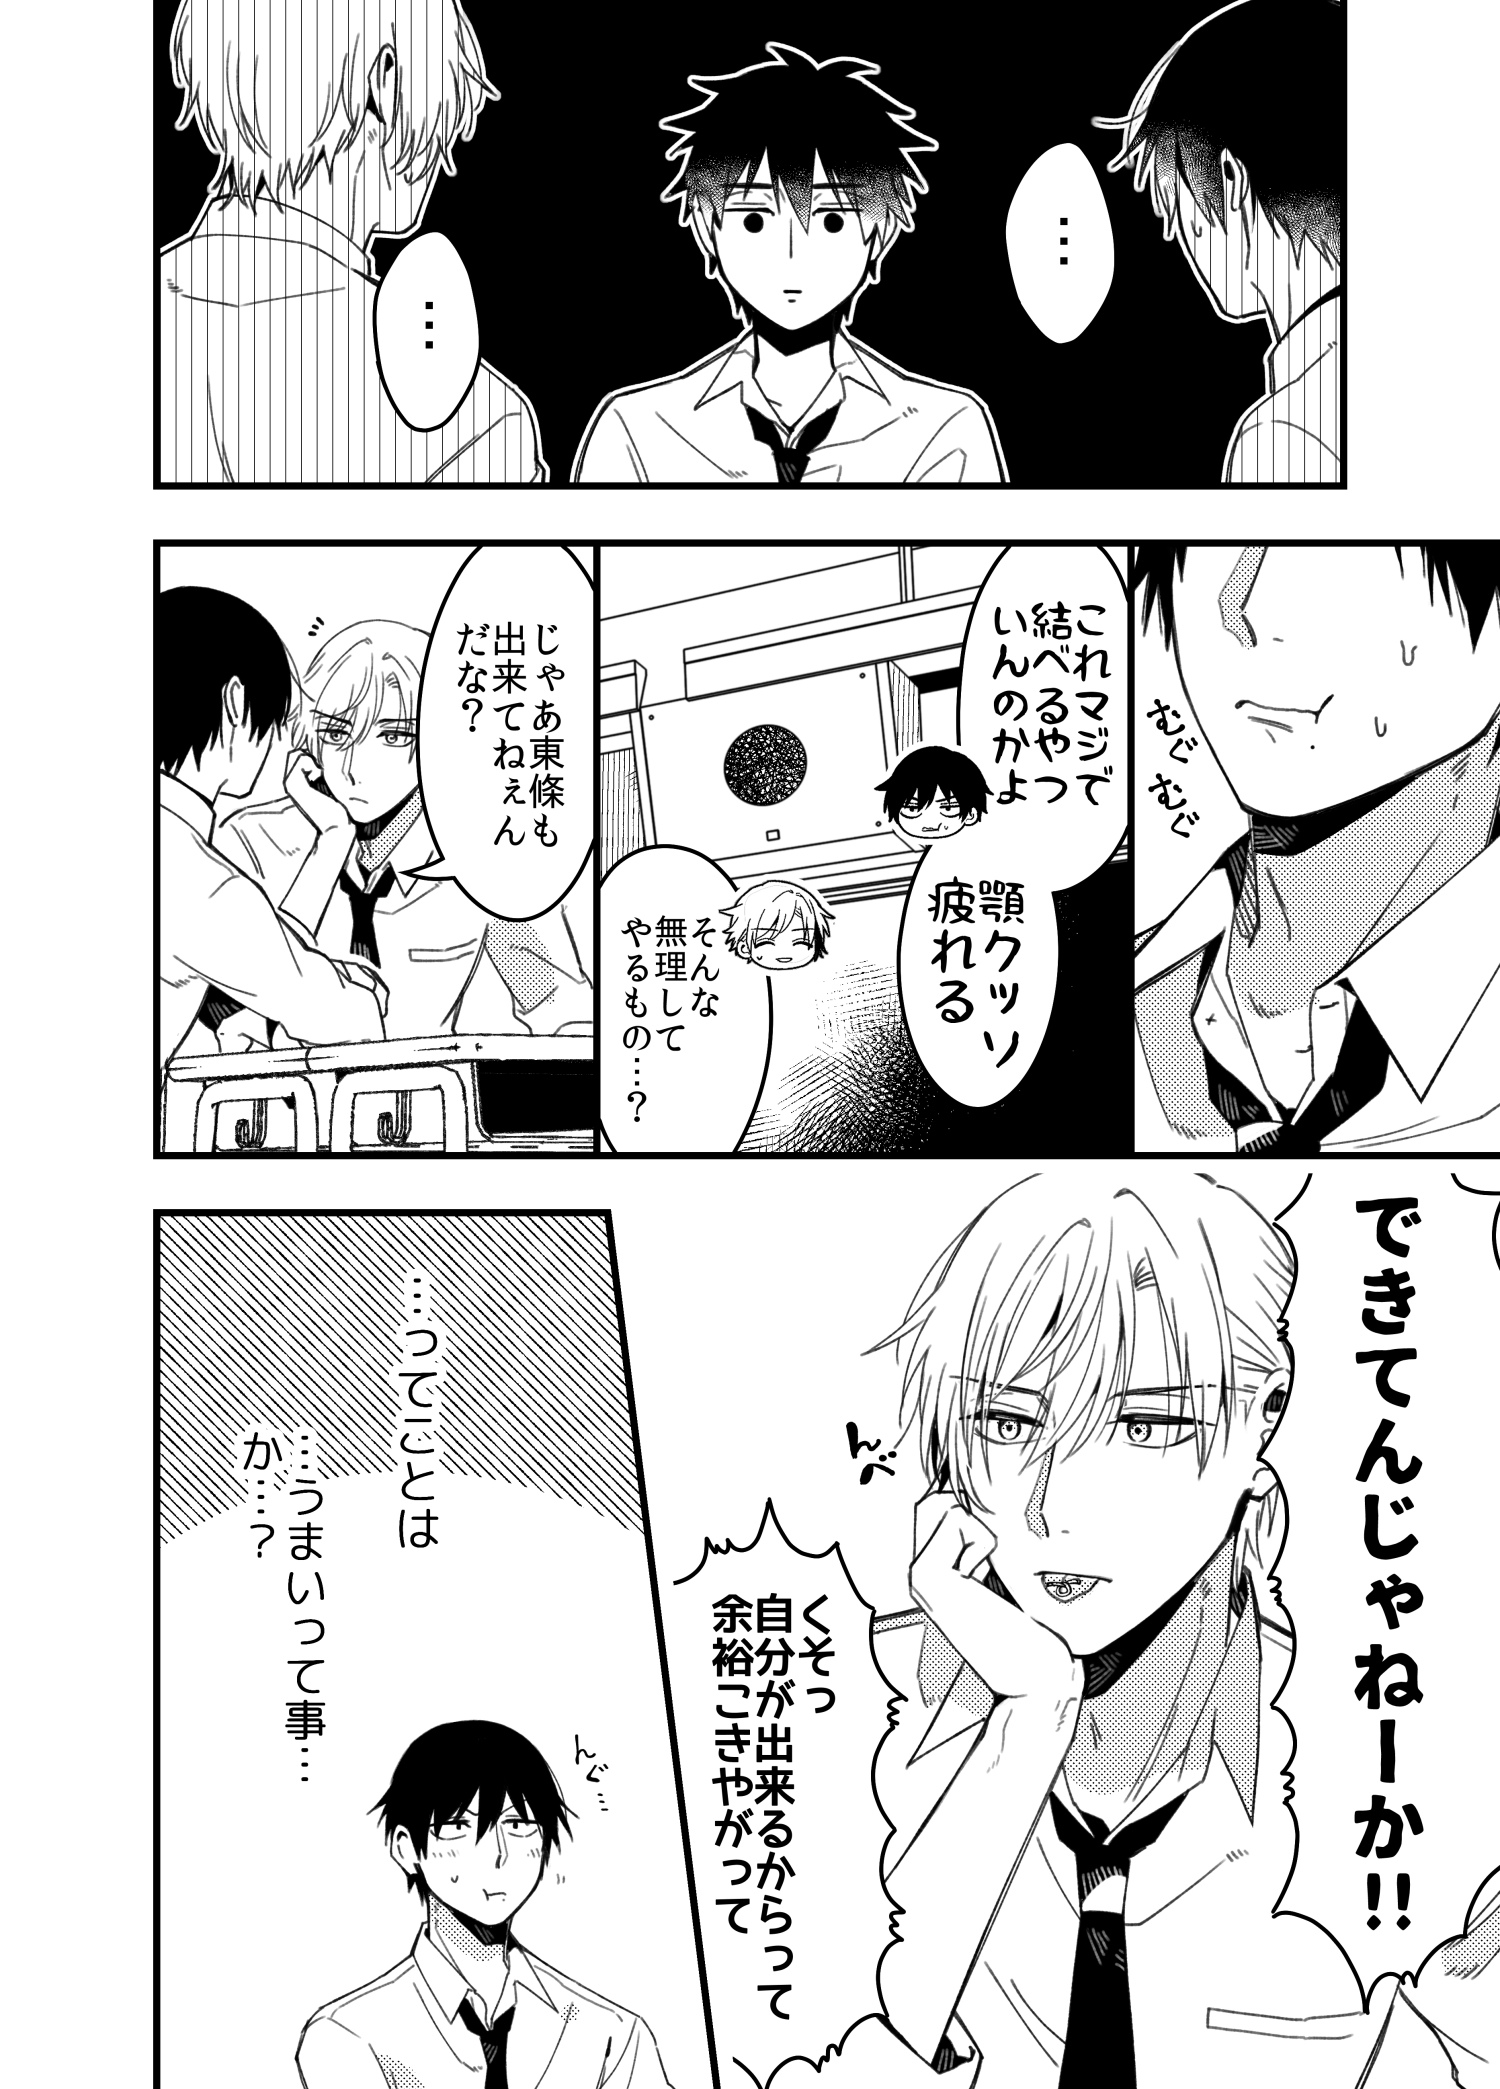 …
…
むぐ
むぐ
これマジで
結べるやつ
いんのかよ
顎クッソ
疲れる
そんな
無理して
やるもの…?
じゃあ東條も
出来てねぇん
だな?
できてんじゃねーか!!
んべ
くそっ
自分が出来るからって
余裕こきやがって
…ってことは
…うまいって事…
か…?
んぐ…